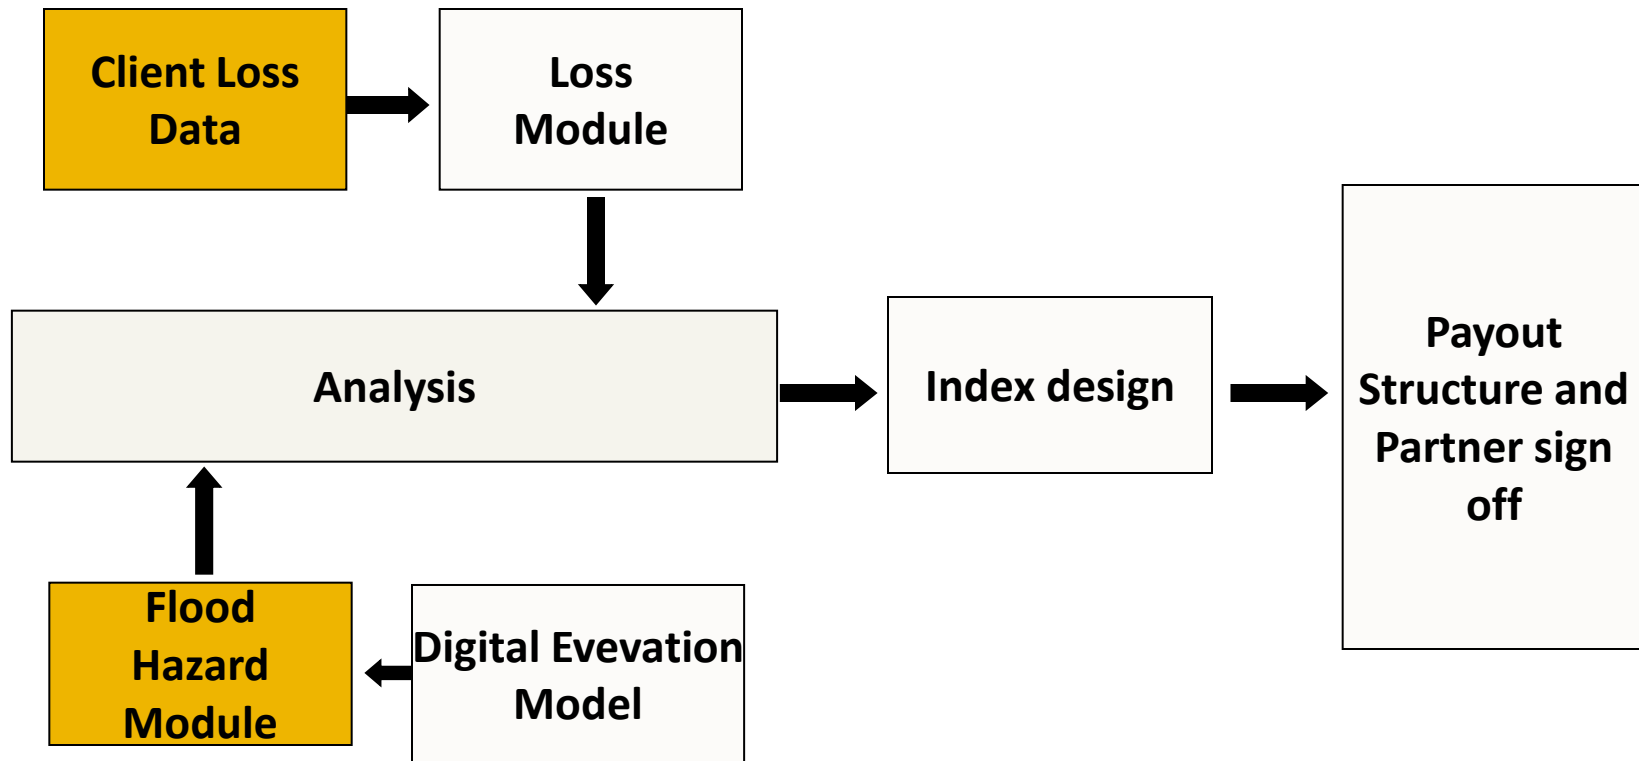 Client Loss
Data
Loss
Module
Analysis
Index design
Payout
Structure and
Partner sign
off
Flood
Hazard
Module
Digital Evevation
Model